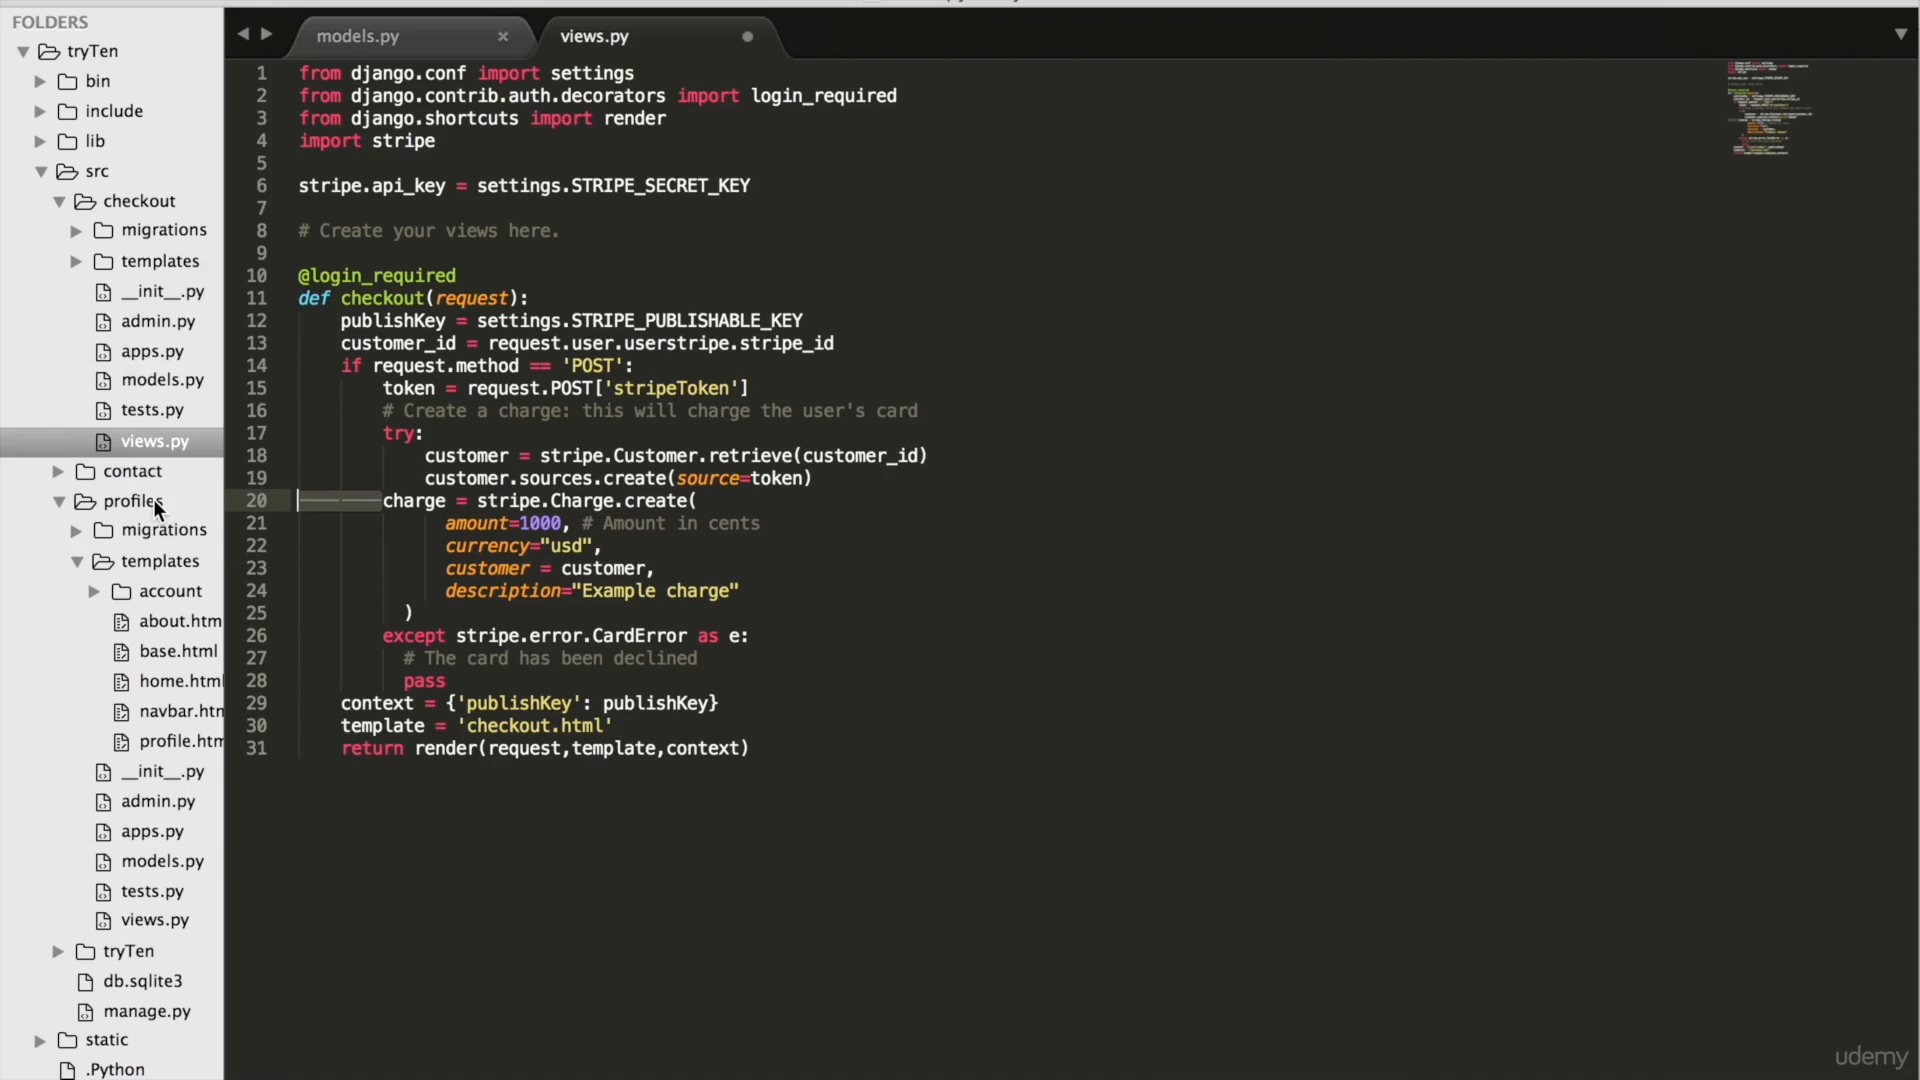 FOLDERS
tryTen
bin
include
lib
src
checkout
migrations
templates
__init__.py
admin.py
apps.py
models.py
tests.py
views.py
contact
profiles
migrations
templates
account
about.htm
base.html
home.html
navbar.htm
profile.htm
__init__.py
admin.py
apps.py
models.py
tests.py
views.py
tryTen
db.sqlite3
manage.py
static
.Python
models.py ×
views.py
1 from django.conf import settings
2 from django.contrib.auth.decorators import login_required
3 from django.shortcuts import render
4 import stripe
5
6 stripe.api_key = settings.STRIPE_SECRET_KEY
7
8 # Create your views here.
9
10 @login_required
11 def checkout(request):
12     publishKey = settings.STRIPE_PUBLISHABLE_KEY
13     customer_id = request.user.userstripe.stripe_id
14     if request.method == 'POST':
15         token = request.POST['stripeToken']
16         # Create a charge: this will charge the user's card
17         try:
18             customer = stripe.Customer.retrieve(customer_id)
19             customer.sources.create(source=token)
20         charge = stripe.Charge.create(
21               amount=1000, # Amount in cents
22               currency="usd",
23               customer = customer,
24               description="Example charge"
25           )
26         except stripe.error.CardError as e:
27           # The card has been declined
28           pass
29     context = {'publishKey': publishKey}
30     template = 'checkout.html'
31     return render(request,template,context)
udemy